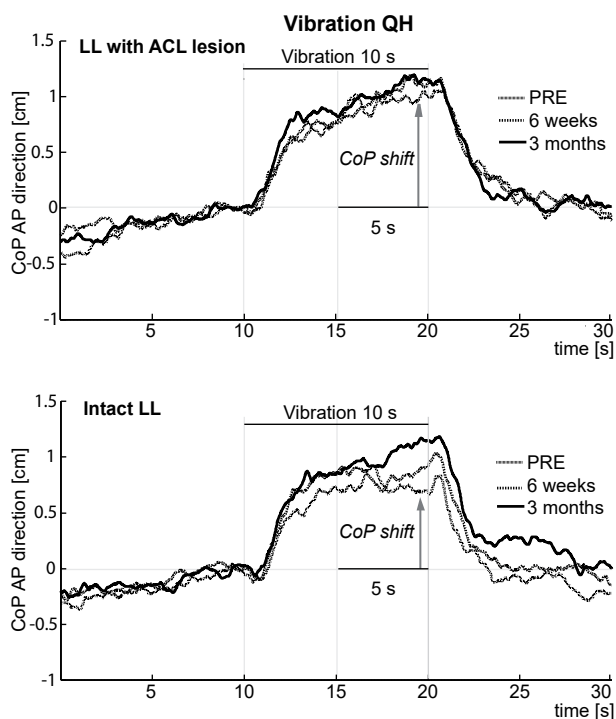 Vibration QH
LL with ACL lesion
Vibration 10 s
CoP AP direction [cm]
1.5
1
0.5
0
-0.5
-1
PRE
6 weeks
3 months
CoP shift
5 s
5
10
15
20
25
30
time [s]
Intact LL
Vibration 10 s
CoP AP direction [cm]
1.5
1
0.5
0
-0.5
-1
PRE
6 weeks
3 months
CoP shift
5 s
5
10
15
20
25
30
time [s]